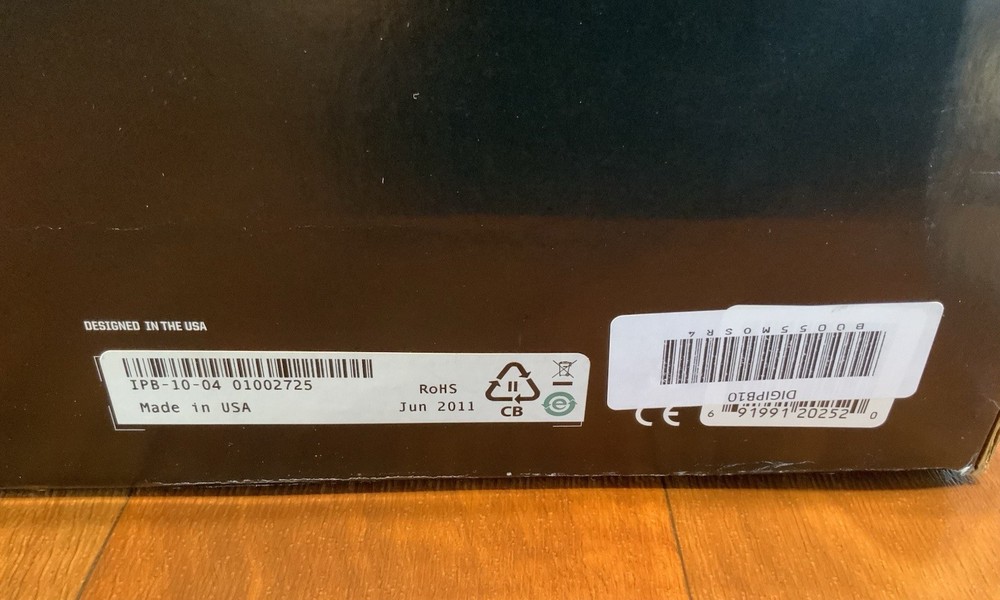 DESIGNED IN THE USA
IPB-10-04 01002725
Made in USA
RoHS
Jun 2011
CB
e
CE
B0055MOSR4
DIGIPB10
6 91991 20252 0